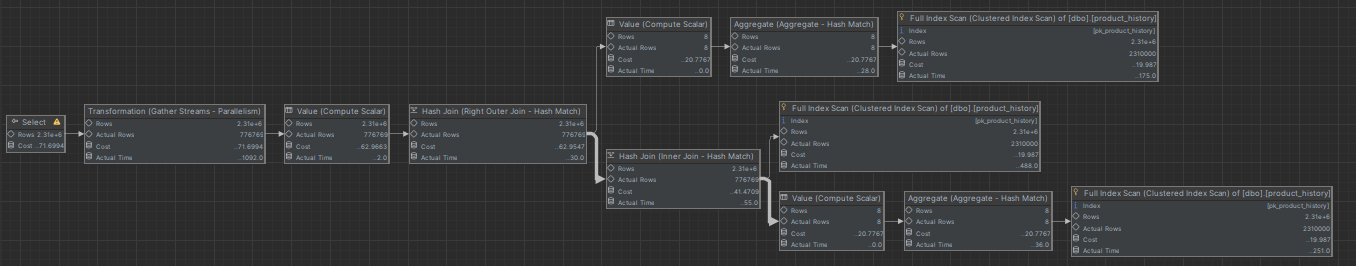 Select
Rows 2.31e+6
Cost ..71.6994
Transformation (Gather Streams - Parallelism)
Rows 2.31e+6
Actual Rows 776769
Cost ..71.6994
Actual Time ..1092.0
Value (Compute Scalar)
Rows 2.31e+6
Actual Rows 776769
Cost ..62.9663
Actual Time ..2.0
Hash Join (Right Outer Join - Hash Match)
Rows 2.31e+6
Actual Rows 776769
Cost ..62.9547
Actual Time ..30.0
Value (Compute Scalar)
Rows 8
Actual Rows 8
Cost ..20.7767
Actual Time ..0.0
Aggregate (Aggregate - Hash Match)
Rows 8
Actual Rows 8
Cost ..20.7767
Actual Time ..28.0
Full Index Scan (Clustered Index Scan) of [dbo].[product_history]
Index [pk_product_history]
Rows 2.31e+6
Actual Rows 2310000
Cost ..19.987
Actual Time ..175.0
Hash Join (Inner Join - Hash Match)
Rows 2.31e+6
Actual Rows 776769
Cost ..41.4709
Actual Time ..55.0
Full Index Scan (Clustered Index Scan) of [dbo].[product_history]
Index [pk_product_history]
Rows 2.31e+6
Actual Rows 2310000
Cost ..19.987
Actual Time ..488.0
Value (Compute Scalar)
Rows 8
Actual Rows 8
Cost ..20.7767
Actual Time ..0.0
Aggregate (Aggregate - Hash Match)
Rows 8
Actual Rows 8
Cost ..20.7767
Actual Time ..36.0
Full Index Scan (Clustered Index Scan) of [dbo].[product_history]
Index [pk_product_history]
Rows 2.31e+6
Actual Rows 2310000
Cost ..19.987
Actual Time ..251.0